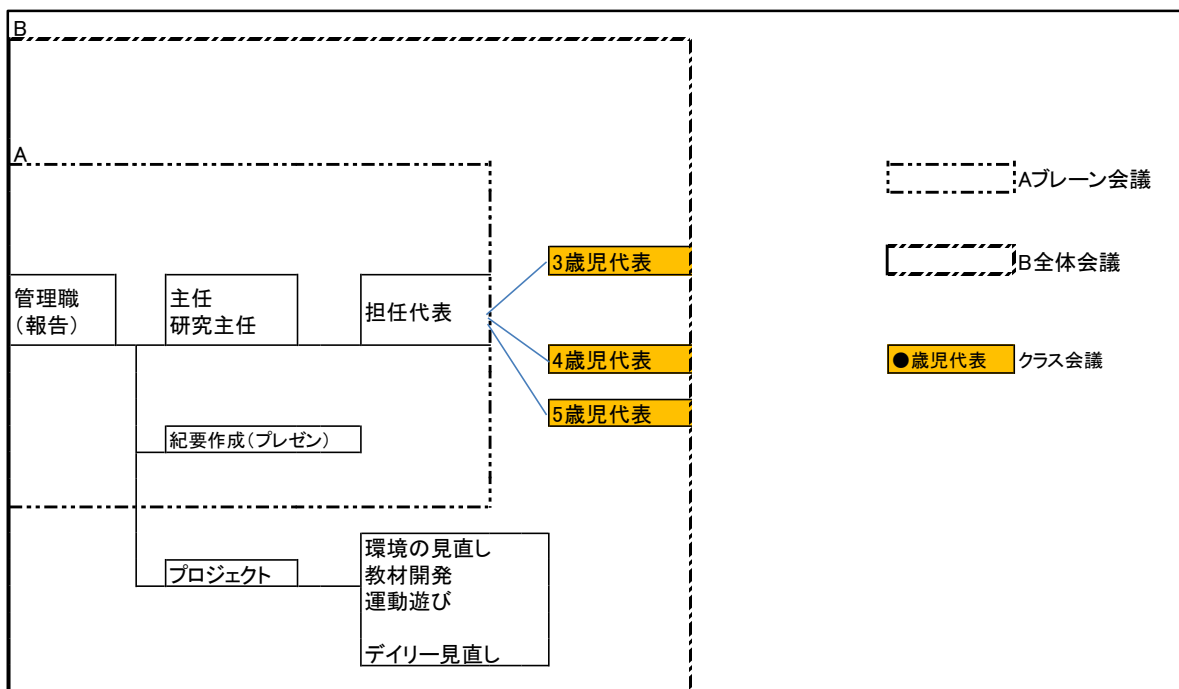 B
A
Aブレーン会議
3歳児代表
B全体会議
管理職
（報告）
主任
研究主任
担任代表
4歳児代表
●歳児代表
クラス会議
5歳児代表
紀要作成（プレゼン）
プロジェクト
環境の見直し
教材開発
運動遊び
デイリー見直し